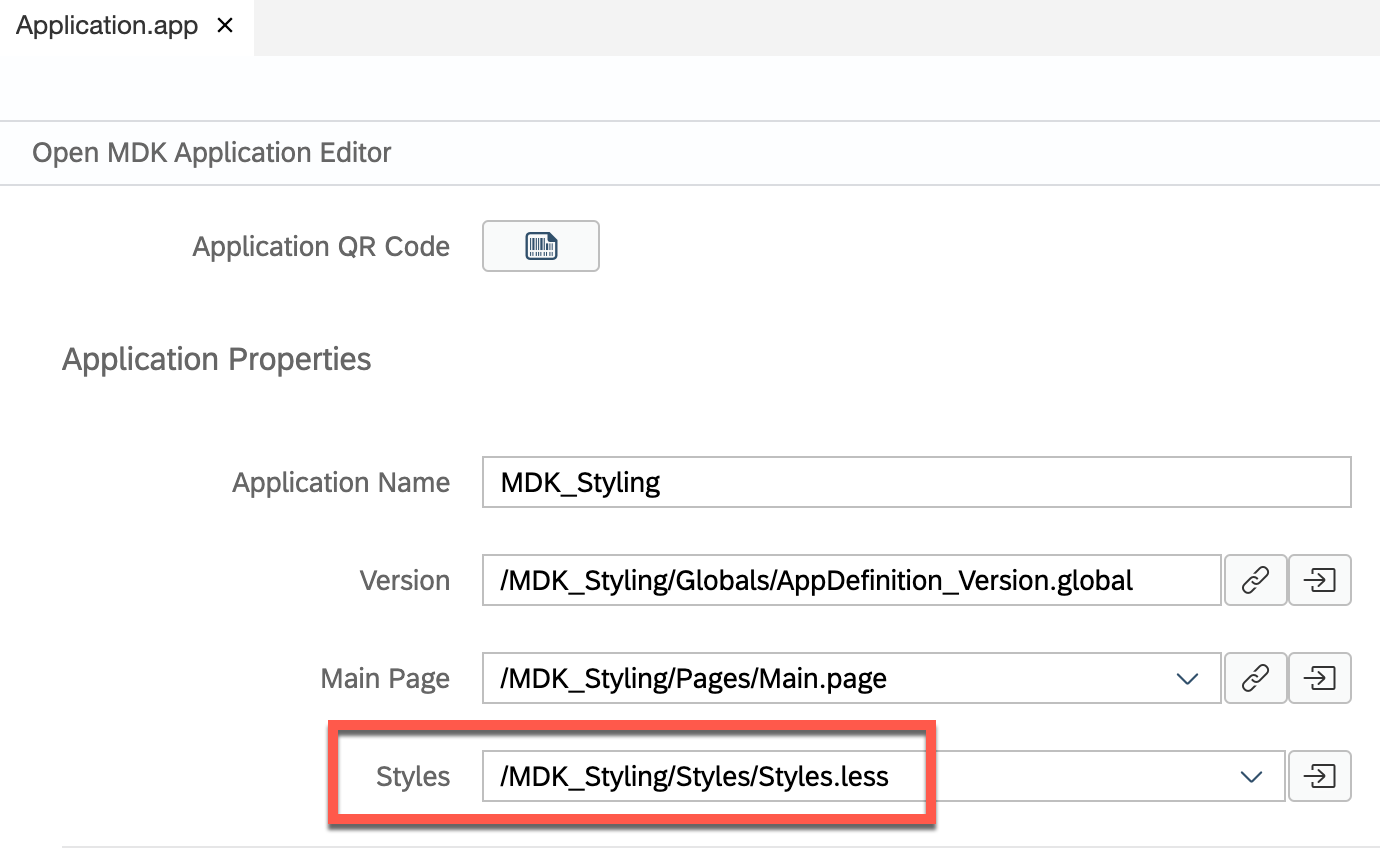 Application.app ×
Open MDK Application Editor
Application QR Code
Application Properties
Application Name MDK_Styling
Version /MDK_Styling/Globals/AppDefinition_Version.global
Main Page /MDK_Styling/Pages/Main.page
Styles /MDK_Styling/Styles/Styles.less